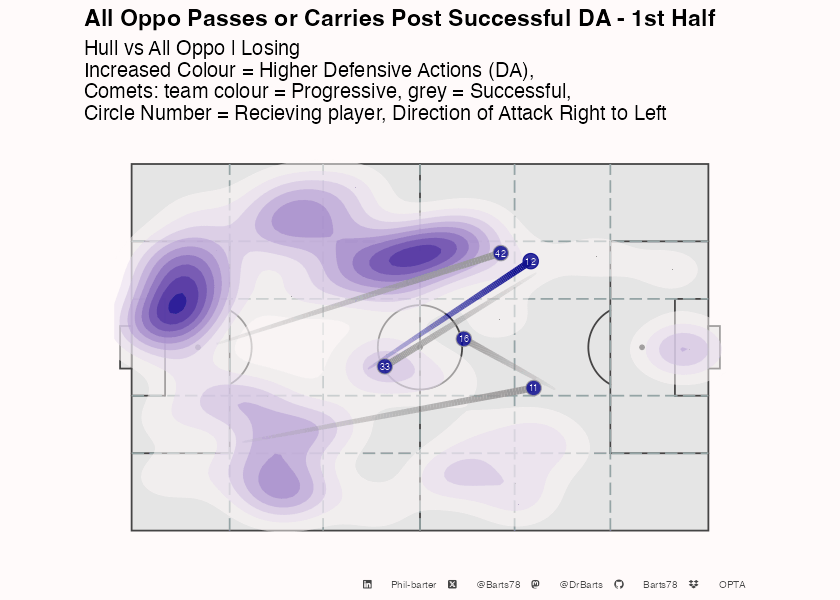 All Oppo Passes or Carries Post Successful DA - 1st Half
Hull vs All Oppo | Losing
Increased Colour = Higher Defensive Actions (DA),
Comets: team colour = Progressive, grey = Successful,
Circle Number = Recieving player, Direction of Attack Right to Left
42
12
16
33
11
Phil-barter @Barts78 @DrBarts Barts78 OPTA